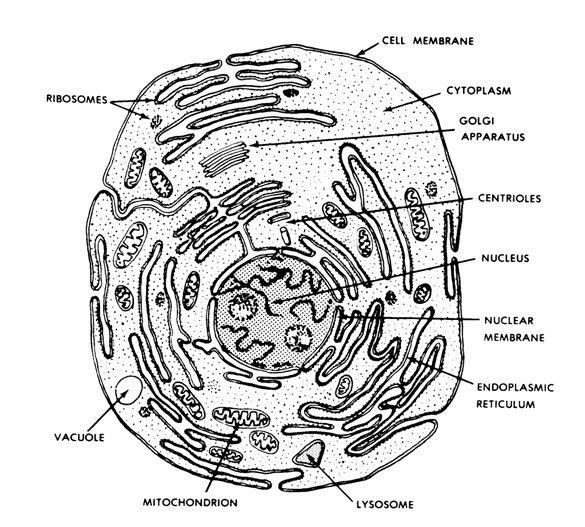 CELL MEMBRANE
CYTOPLASM
RIBOSOMES
GOLGI
APPARATUS
CENTRIOLES
NUCLEUS
NUCLEAR
MEMBRANE
ENDOPLASMIC
RETICULUM
VACUOLE
MITOCHONDRION
LYSOSOME